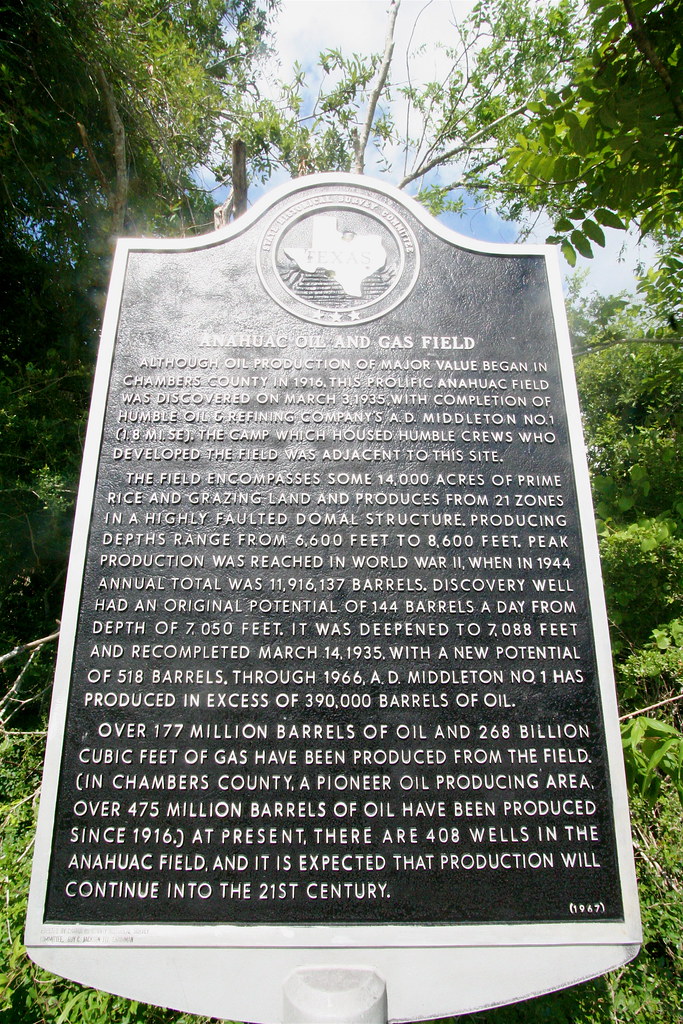 TEXAS
ANAHUAC OIL AND GAS FIELD
ALTHOUGH OIL PRODUCTION OF MAJOR VALUE BEGAN IN
CHAMBERS COUNTY IN 1916, THIS PROLIFIC ANAHUAC FIELD
WAS DISCOVERED ON MARCH 3, 1935, WITH COMPLETION OF
HUMBLE OIL & REFINING COMPANY'S A.D. MIDDLETON NO. 1
(1.8 MI. SE). THE CAMP WHICH HOUSED HUMBLE CREWS WHO
DEVELOPED THE FIELD WAS ADJACENT TO THIS SITE.
THE FIELD ENCOMPASSES SOME 14,000 ACRES OF PRIME
RICE AND GRAZING LAND AND PRODUCES FROM 21 ZONES
IN A HIGHLY FAULTED DOMAL STRUCTURE. PRODUCING
DEPTHS RANGE FROM 6,600 FEET TO 8,600 FEET. PEAK
PRODUCTION WAS REACHED IN WORLD WAR II, WHEN IN 1944
ANNUAL TOTAL WAS 11,916,137 BARRELS. DISCOVERY WELL
HAD AN ORIGINAL POTENTIAL OF 144 BARRELS A DAY FROM
DEPTH OF 7,050 FEET. IT WAS DEEPENED TO 7,088 FEET
AND RECOMPLETED MARCH 14, 1935, WITH A NEW POTENTIAL
OF 518 BARRELS. THROUGH 1966, A.D. MIDDLETON NO. 1 HAS
PRODUCED IN EXCESS OF 390,000 BARRELS OF OIL.
OVER 177 MILLION BARRELS OF OIL AND 268 BILLION
CUBIC FEET OF GAS HAVE BEEN PRODUCED FROM THE FIELD.
(IN CHAMBERS COUNTY, A PIONEER OIL PRODUCING AREA,
OVER 475 MILLION BARRELS OF OIL HAVE BEEN PRODUCED
SINCE 1916.) AT PRESENT, THERE ARE 408 WELLS IN THE
ANAHUAC FIELD, AND IT IS EXPECTED THAT PRODUCTION WILL
CONTINUE INTO THE 21ST CENTURY.
(1967)